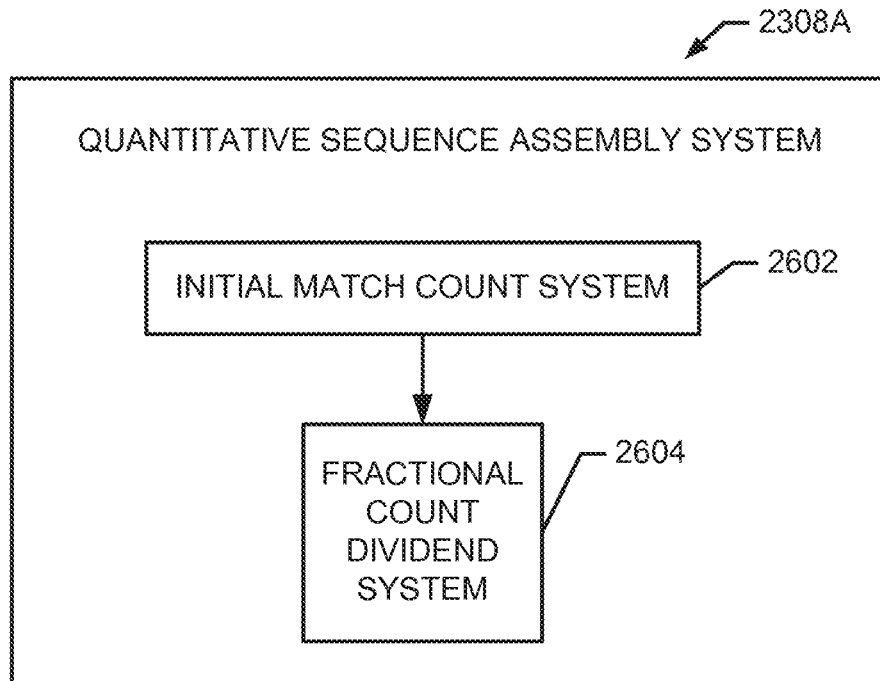 2308A
QUANTITATIVE SEQUENCE ASSEMBLY SYSTEM
INITIAL MATCH COUNT SYSTEM
2602
FRACTIONAL
COUNT
DIVIDEND
SYSTEM
2604